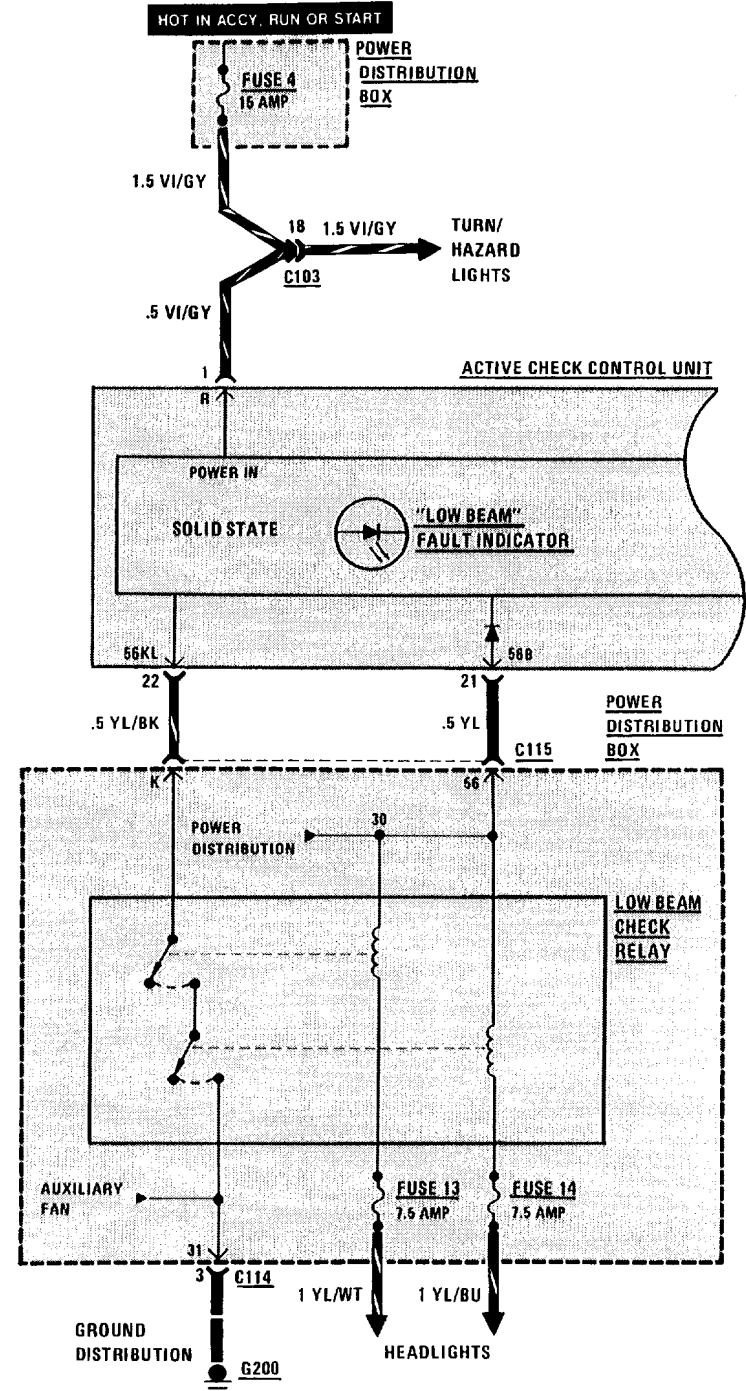 HOT IN ACCY, RUN OR START
POWER
DISTRIBUTION
BOX
FUSE 4
15 AMP
1.5 VI/GY
18
1.5 VI/GY
TURN/
HAZARD
LIGHTS
C103
.5 VI/GY
1
ACTIVE CHECK CONTROL UNIT
R
POWER IN
SOLID STATE
"LOW BEAM"
FAULT INDICATOR
56KL
56B
22
21
.5 YL/BK
.5 YL
POWER
DISTRIBUTION
BOX
C115
K
56
POWER
DISTRIBUTION
30
LOW BEAM
CHECK
RELAY
AUXILIARY
FAN
FUSE 13
7.5 AMP
FUSE 14
7.5 AMP
31
3
C114
1 YL/WT
1 YL/BU
GROUND
DISTRIBUTION
HEADLIGHTS
G200